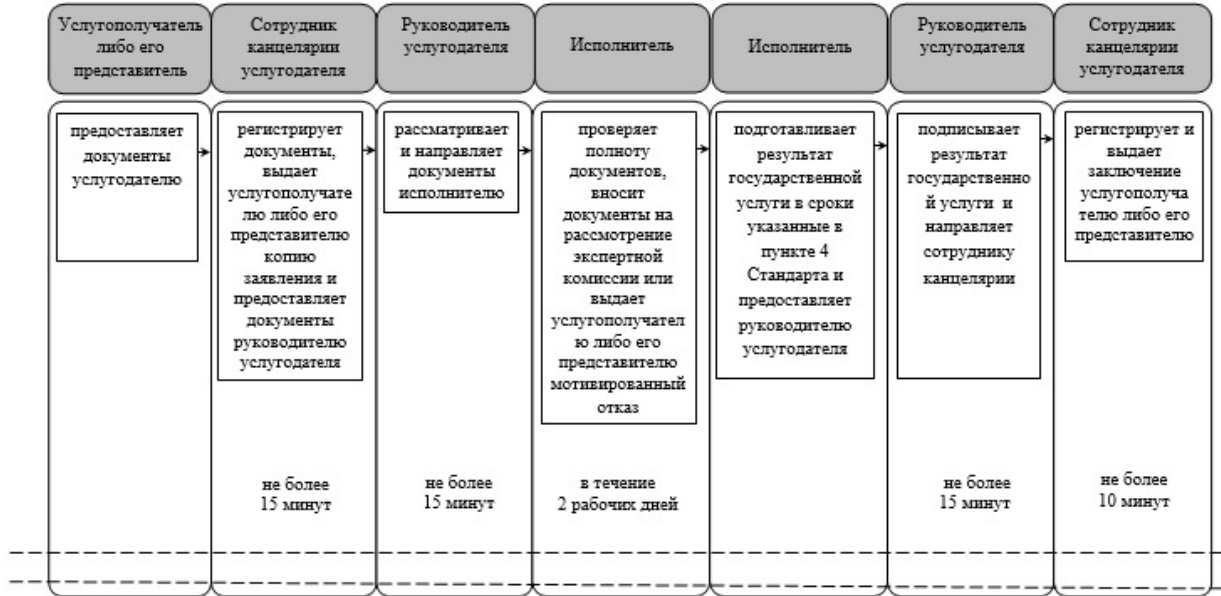 Услугополучатель
либо его
представитель
Сотрудник
канцелярии
услугодателя
Руководитель
услугодателя
Исполнитель
Исполнитель
Руководитель
услугодателя
Сотрудник
канцелярии
услугодателя
предоставляет
документы
услугодателю
регистрирует
документы,
выдает
услугополучате
лю либо его
представителю
копию
заявления и
предоставляет
документы
руководителю
услугодателя
рассматривает
и направляет
документы
исполнителю
проверяет
полноту
документов,
вносит
документы на
рассмотрение
экспертной
комиссии или
выдает
услугополучател
ю либо его
представителю
мотивированный
отказ
подготавливает
результат
государственной
услуги в сроки
указанные в
пункте 4
Стандарта и
предоставляет
руководителю
услугодателя
подписывает
результат
государственно
й услуги и
направляет
сотруднику
канцелярии
регистрирует и
выдает
заключение
услугополуча
телю либо его
представителю
не более
15 минут
не более
15 минут
в течение
2 рабочих дней
не более
15 минут
не более
10 минут